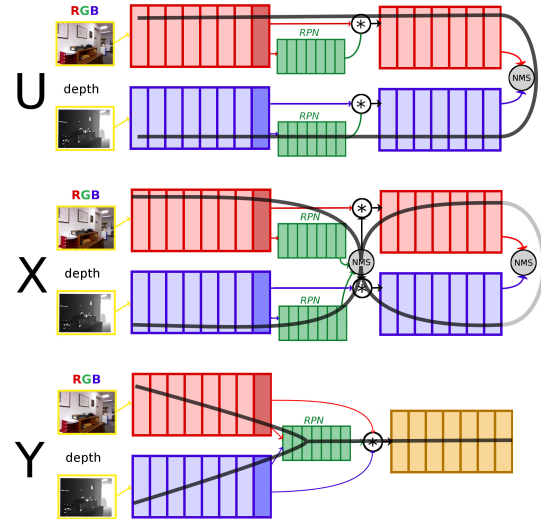 RGB
RPN
*
NMS
U
depth
*
RPN
RGB
RPN
*
NMS
NMS
X
depth
*
RPN
RGB
RPN
*
Y
depth